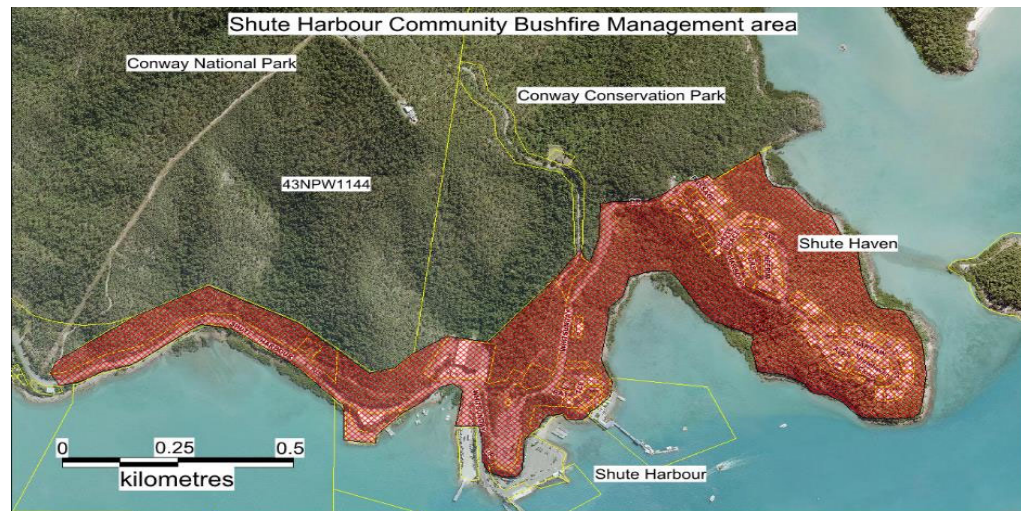 Shute Harbour Community Bushfire Management area
Conway National Park
Conway Conservation Park
43NPW1144
Shute Haven
0 0.25 0.5
kilometres
Shute Harbour